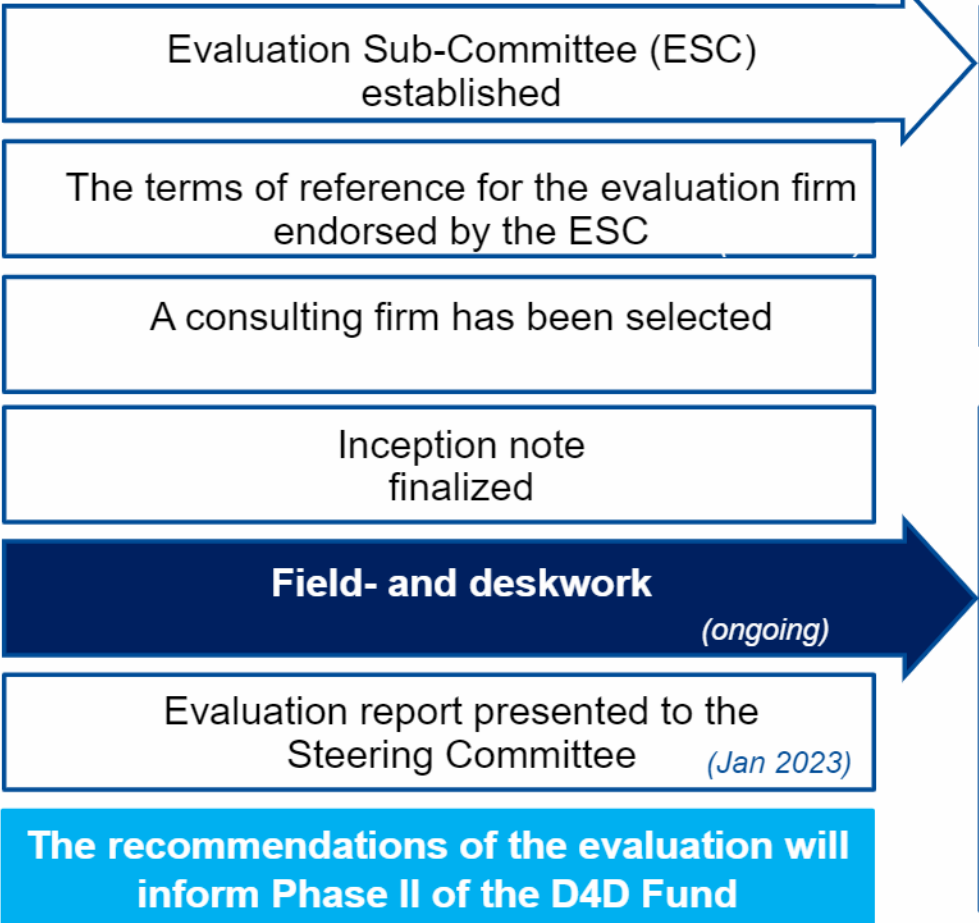 Evaluation Sub-Committee (ESC)
established
The terms of reference for the evaluation firm
endorsed by the ESC
A consulting firm has been selected
Inception note
finalized
Field- and deskwork
(ongoing)
Evaluation report presented to the
Steering Committee (Jan 2023)
The recommendations of the evaluation will
inform Phase II of the D4D Fund